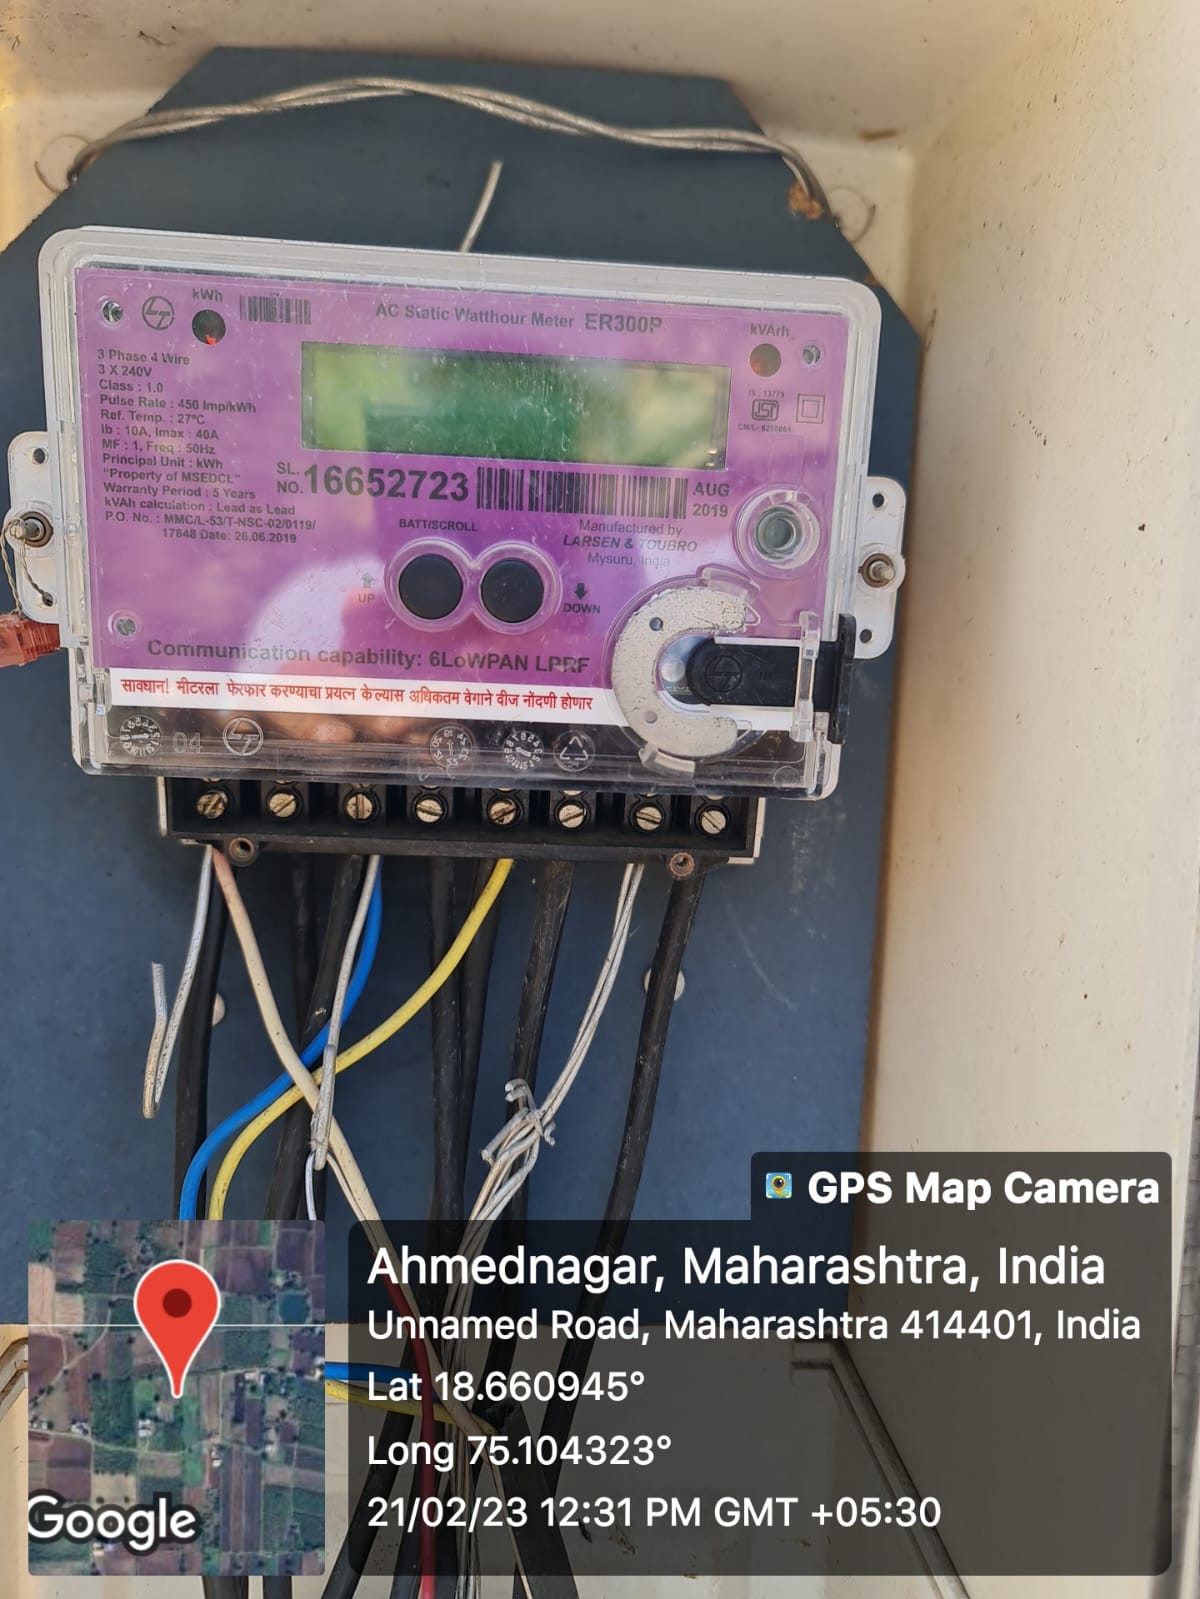 kWh
AC Static Watthour Meter ER300P
kVArh
3 Phase 4 Wire
3 X 240V
Class : 1.0
Pulse Rate : 450 Imp/kWh
Ref. Temp. : 27°C
Ib : 10A, Imax : 40A
MF : 1, Freq : 50Hz
Principal Unit : kWh
"Property of MSEDCL"
Warranty Period : 5 Years
kVAh calculation : Lead as Lead
P.O. No. : MMC/L-53/T-NSC-02/0119/
17848 Date: 26.06.2019
IS : 13779
SL. NO. 16652723
AUG
2019
BATT/SCROLL
Manufactured by
LARSEN & TOUBRO
Mysuru, India
UP
DOWN
Communication capability: 6LoWPAN LPRF
सावधान! मीटरला फेरफार करण्याचा प्रयत्न केल्यास अधिकतम वेगाने वीज नोंदणी होणार
04
GPS Map Camera
Ahmednagar, Maharashtra, India
Unnamed Road, Maharashtra 414401, India
Lat 18.660945°
Long 75.104323°
21/02/23 12:31 PM GMT +05:30
Google